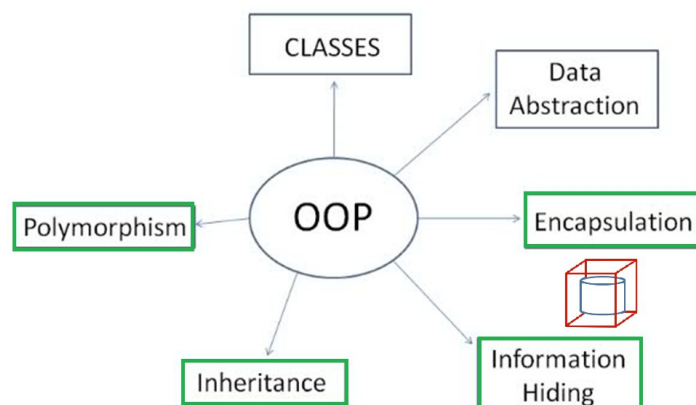 CLASSES
Data
Abstraction
Polymorphism
OOP
Encapsulation
Inheritance
Information
Hiding